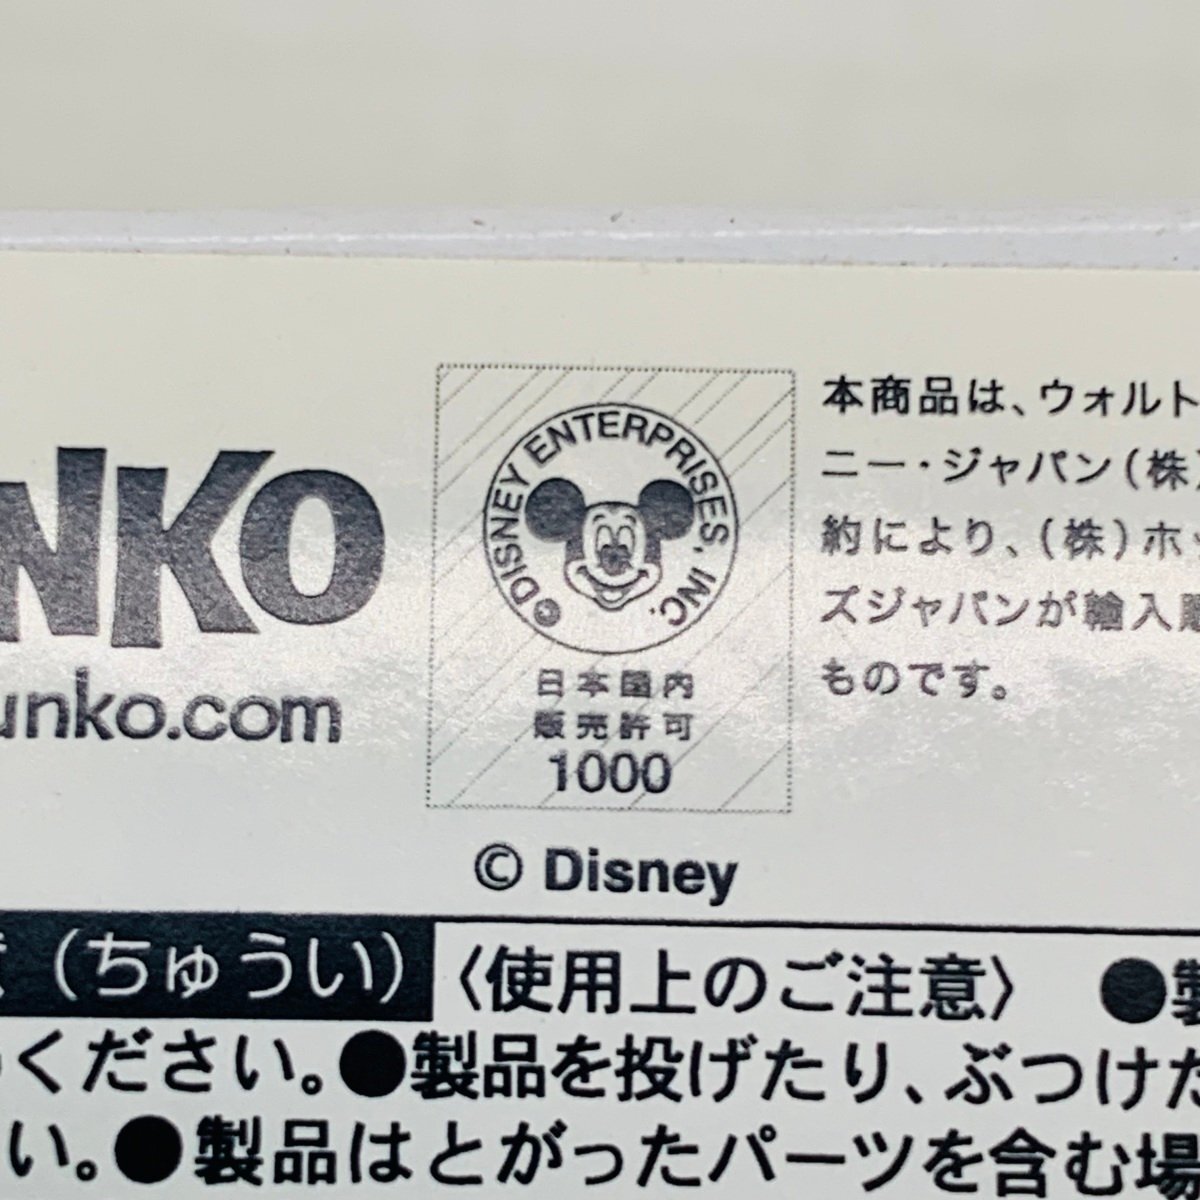 NKO
unko.com
© DISNEY ENTERPRISES, INC.
日本国内
販売許可
1000
© Disney
本商品は、ウォルト
ニー・ジャパン(株)
約により、(株)ホッ
ズジャパンが輸入販
ものです。
(ちゅうい) 〈使用上のご注意〉 ●製
ください。●製品を投げたり、ぶつけた
い。●製品はとがったパーツを含む場